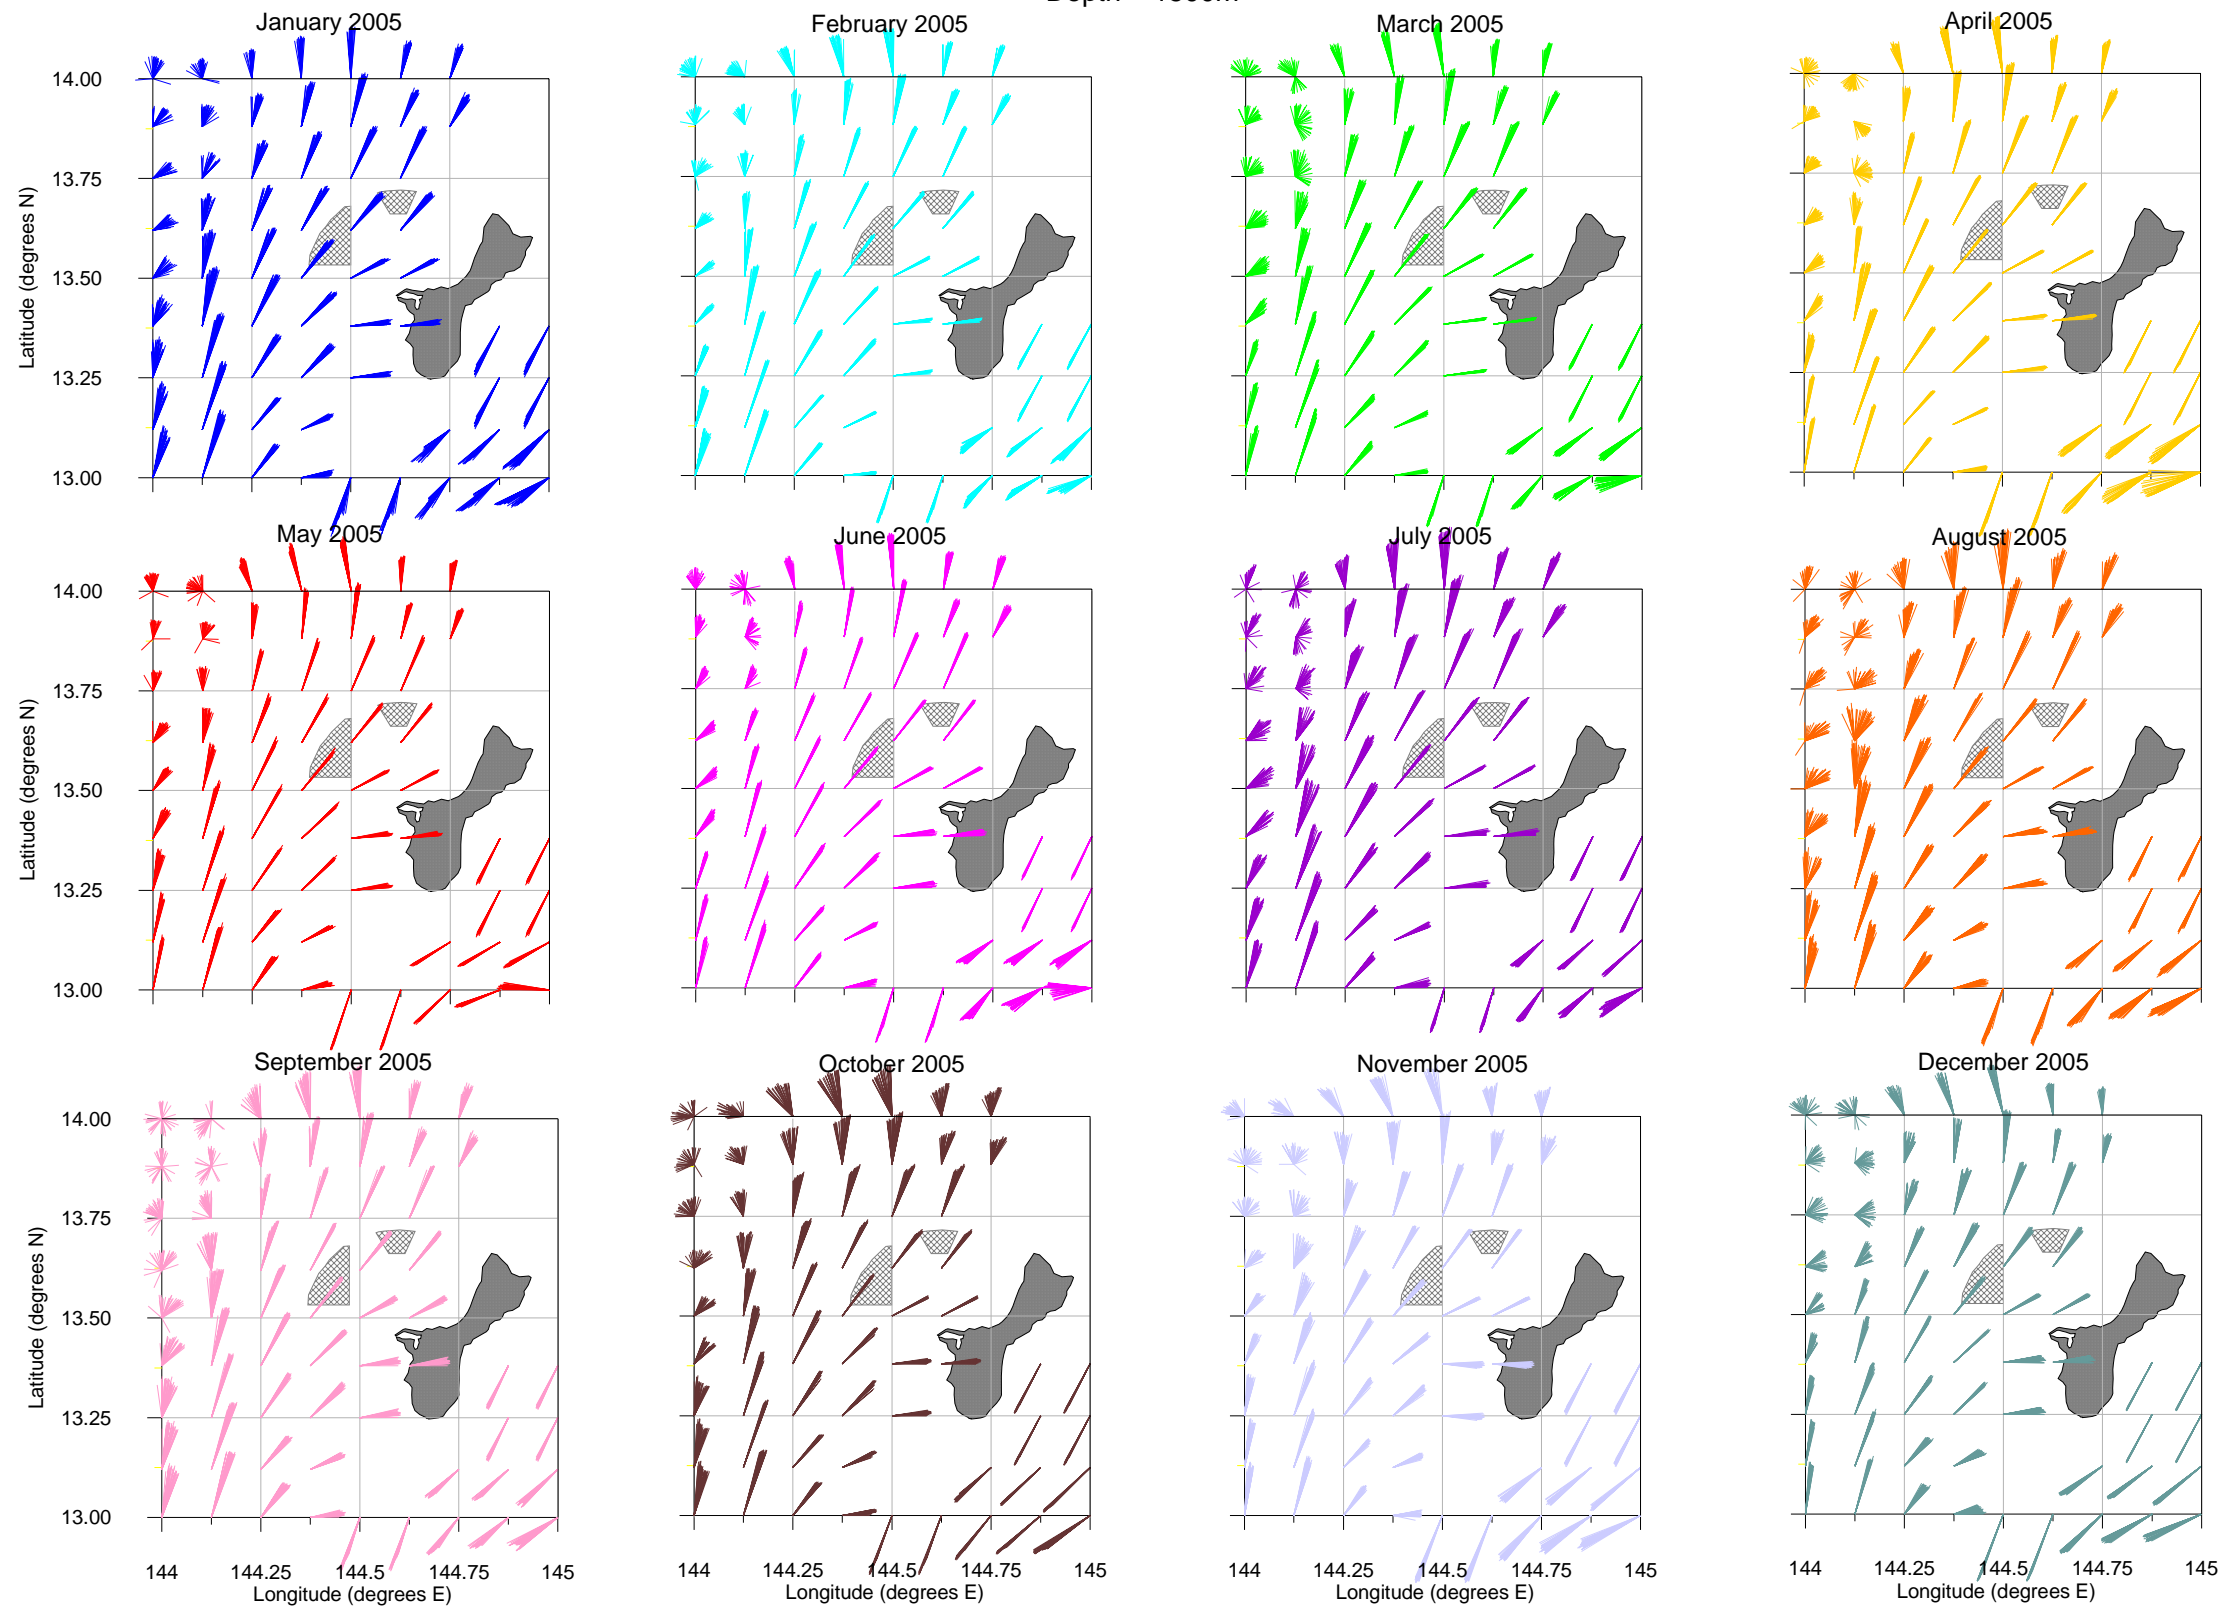 January 2005
February 2005
March 2005
April 2005
14.00
13.75
13.50
13.25
13.00
Latitude (degrees N)
May 2005
June 2005
July 2005
August 2005
14.00
13.75
13.50
13.25
13.00
Latitude (degrees N)
September 2005
October 2005
November 2005
December 2005
14.00
13.75
13.50
13.25
13.00
Latitude (degrees N)
144 144.25 144.5 144.75 145
Longitude (degrees E)
144 144.25 144.5 144.75 145
Longitude (degrees E)
144 144.25 144.5 144.75 145
Longitude (degrees E)
144 144.25 144.5 144.75 145
Longitude (degrees E)